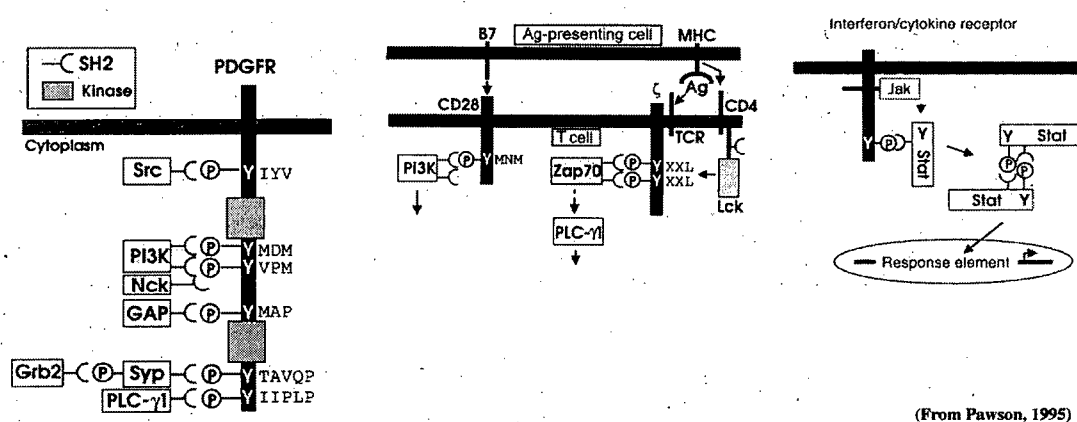 SH2
Kinase
PDGFR
Cytoplasm
Src P Y IYV
PI3K P Y MDM
P Y VPM
Nck
GAP P Y MAP
Grb2 P Syp P Y TAVQP
PLC-γ1 P Y IIPLP
B7 Ag-presenting cell MHC
Ag
CD28 ζ CD4
T cell TCR
PI3K P Y MNM
Zap70 P Y XXL
P Y XXL
Lck
PLC-γ1
Interferon/cytokine receptor
Jak
Y P Y Stat
Y Stat
P P
Stat Y
Response element
(From Pawson, 1995)